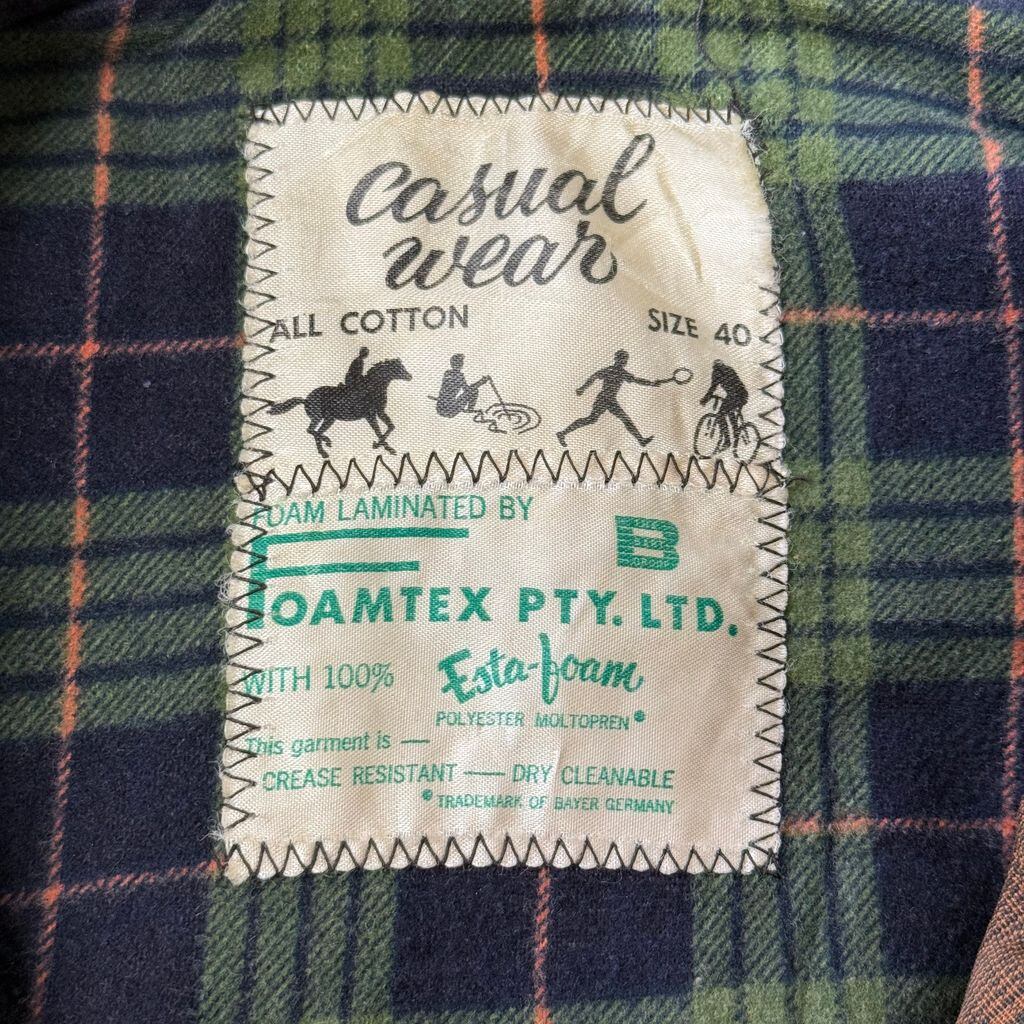 casual
wear
ALL COTTON SIZE 40
FOAM LAMINATED BY
B
GROUP
FOAMTEX PTY. LTD.
WITH 100% Esta-foam
POLYESTER MOLTOPREN ®
This garment is —
CREASE RESISTANT — DRY CLEANABLE
® TRADEMARK OF BAYER GERMANY